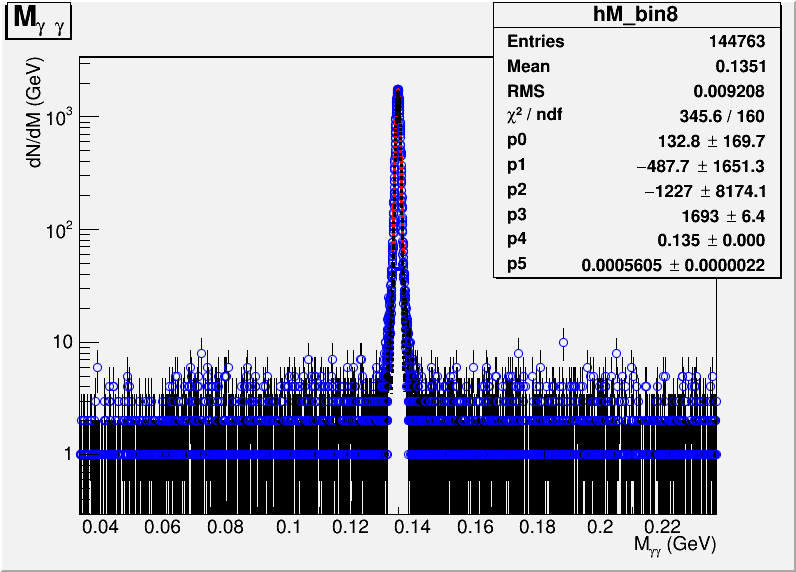 Mγ γ
hM_bin8
Entries 144763
Mean 0.1351
RMS 0.009208
χ² / ndf 345.6 / 160
p0 132.8 ± 169.7
p1 −487.7 ± 1651.3
p2 −1227 ± 8174.1
p3 1693 ± 6.4
p4 0.135 ± 0.000
p5 0.0005605 ± 0.0000022
dN/dM (GeV)
10³
10²
10
1
0.04 0.06 0.08 0.1 0.12 0.14 0.16 0.18 0.2 0.22
Mγγ (GeV)